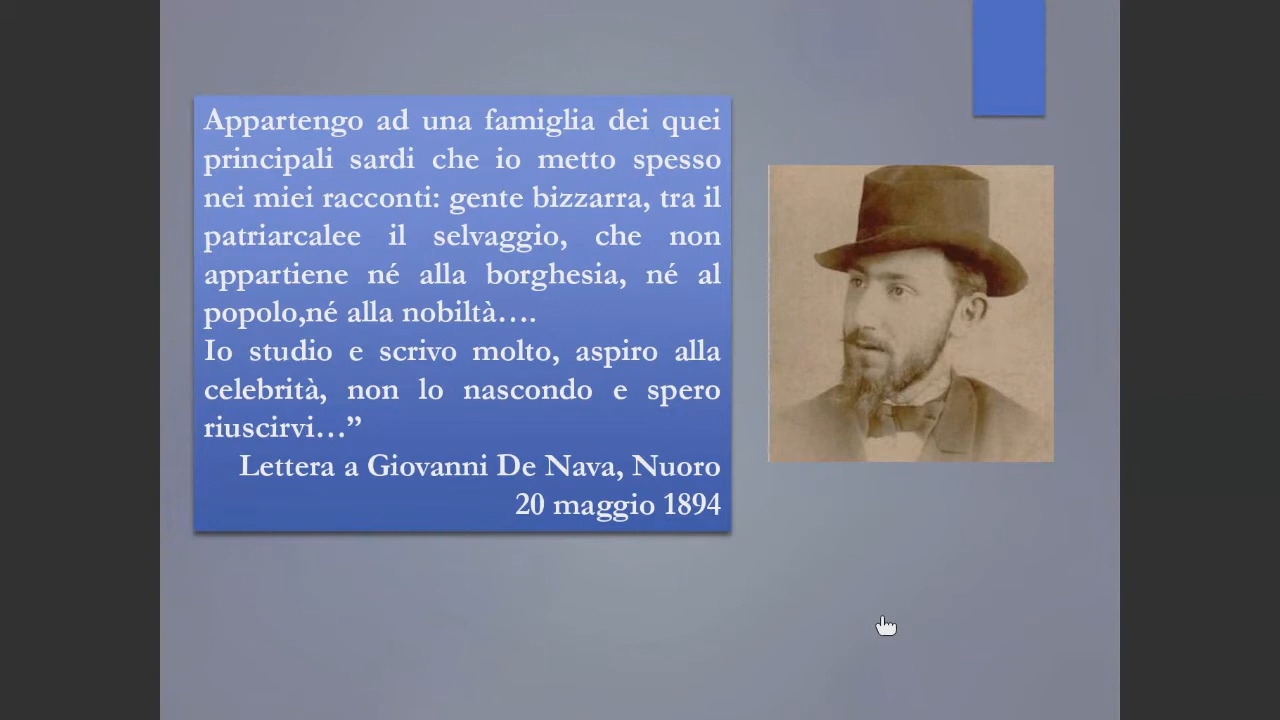 Appartengo ad una famiglia dei quei
principali sardi che io metto spesso
nei miei racconti: gente bizzarra, tra il
patriarcalee il selvaggio, che non
appartiene né alla borghesia, né al
popolo,né alla nobiltà….
Io studio e scrivo molto, aspiro alla
celebrità, non lo nascondo e spero
riuscirvi…”
Lettera a Giovanni De Nava, Nuoro
20 maggio 1894